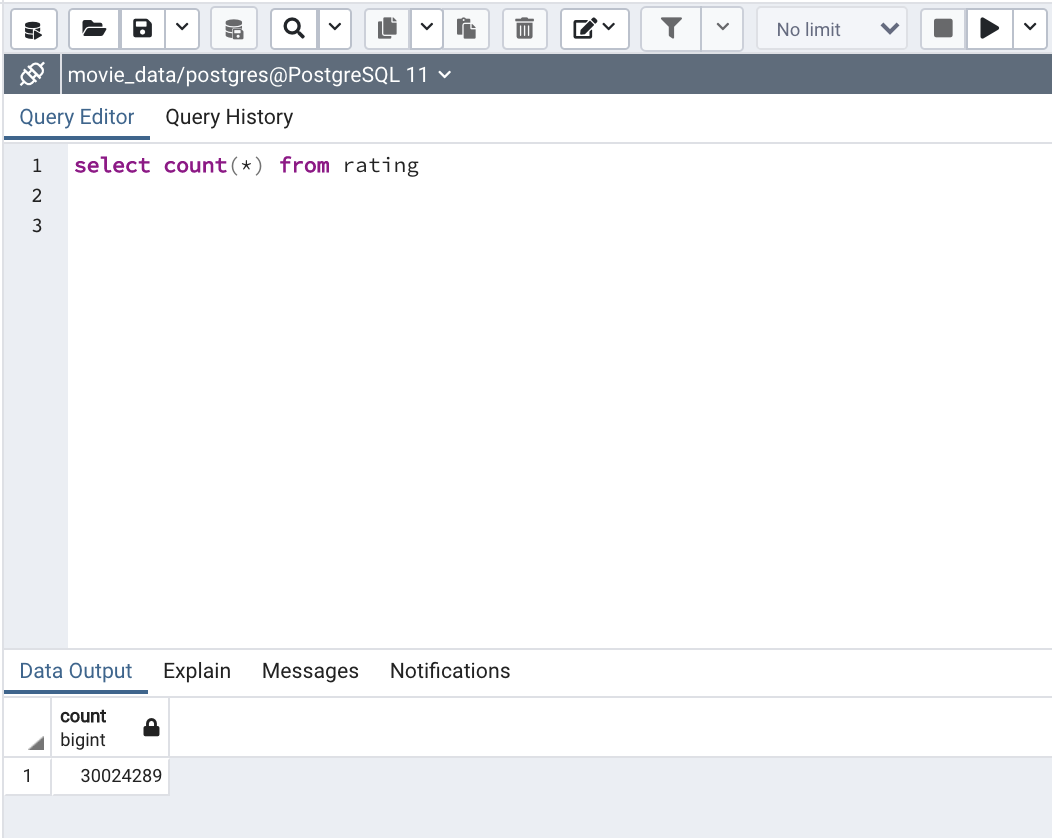 No limit
movie_data/postgres@PostgreSQL 11
Query Editor Query History
1 select count(*) from rating
2
3
Data Output Explain Messages Notifications
count
bigint
1 30024289